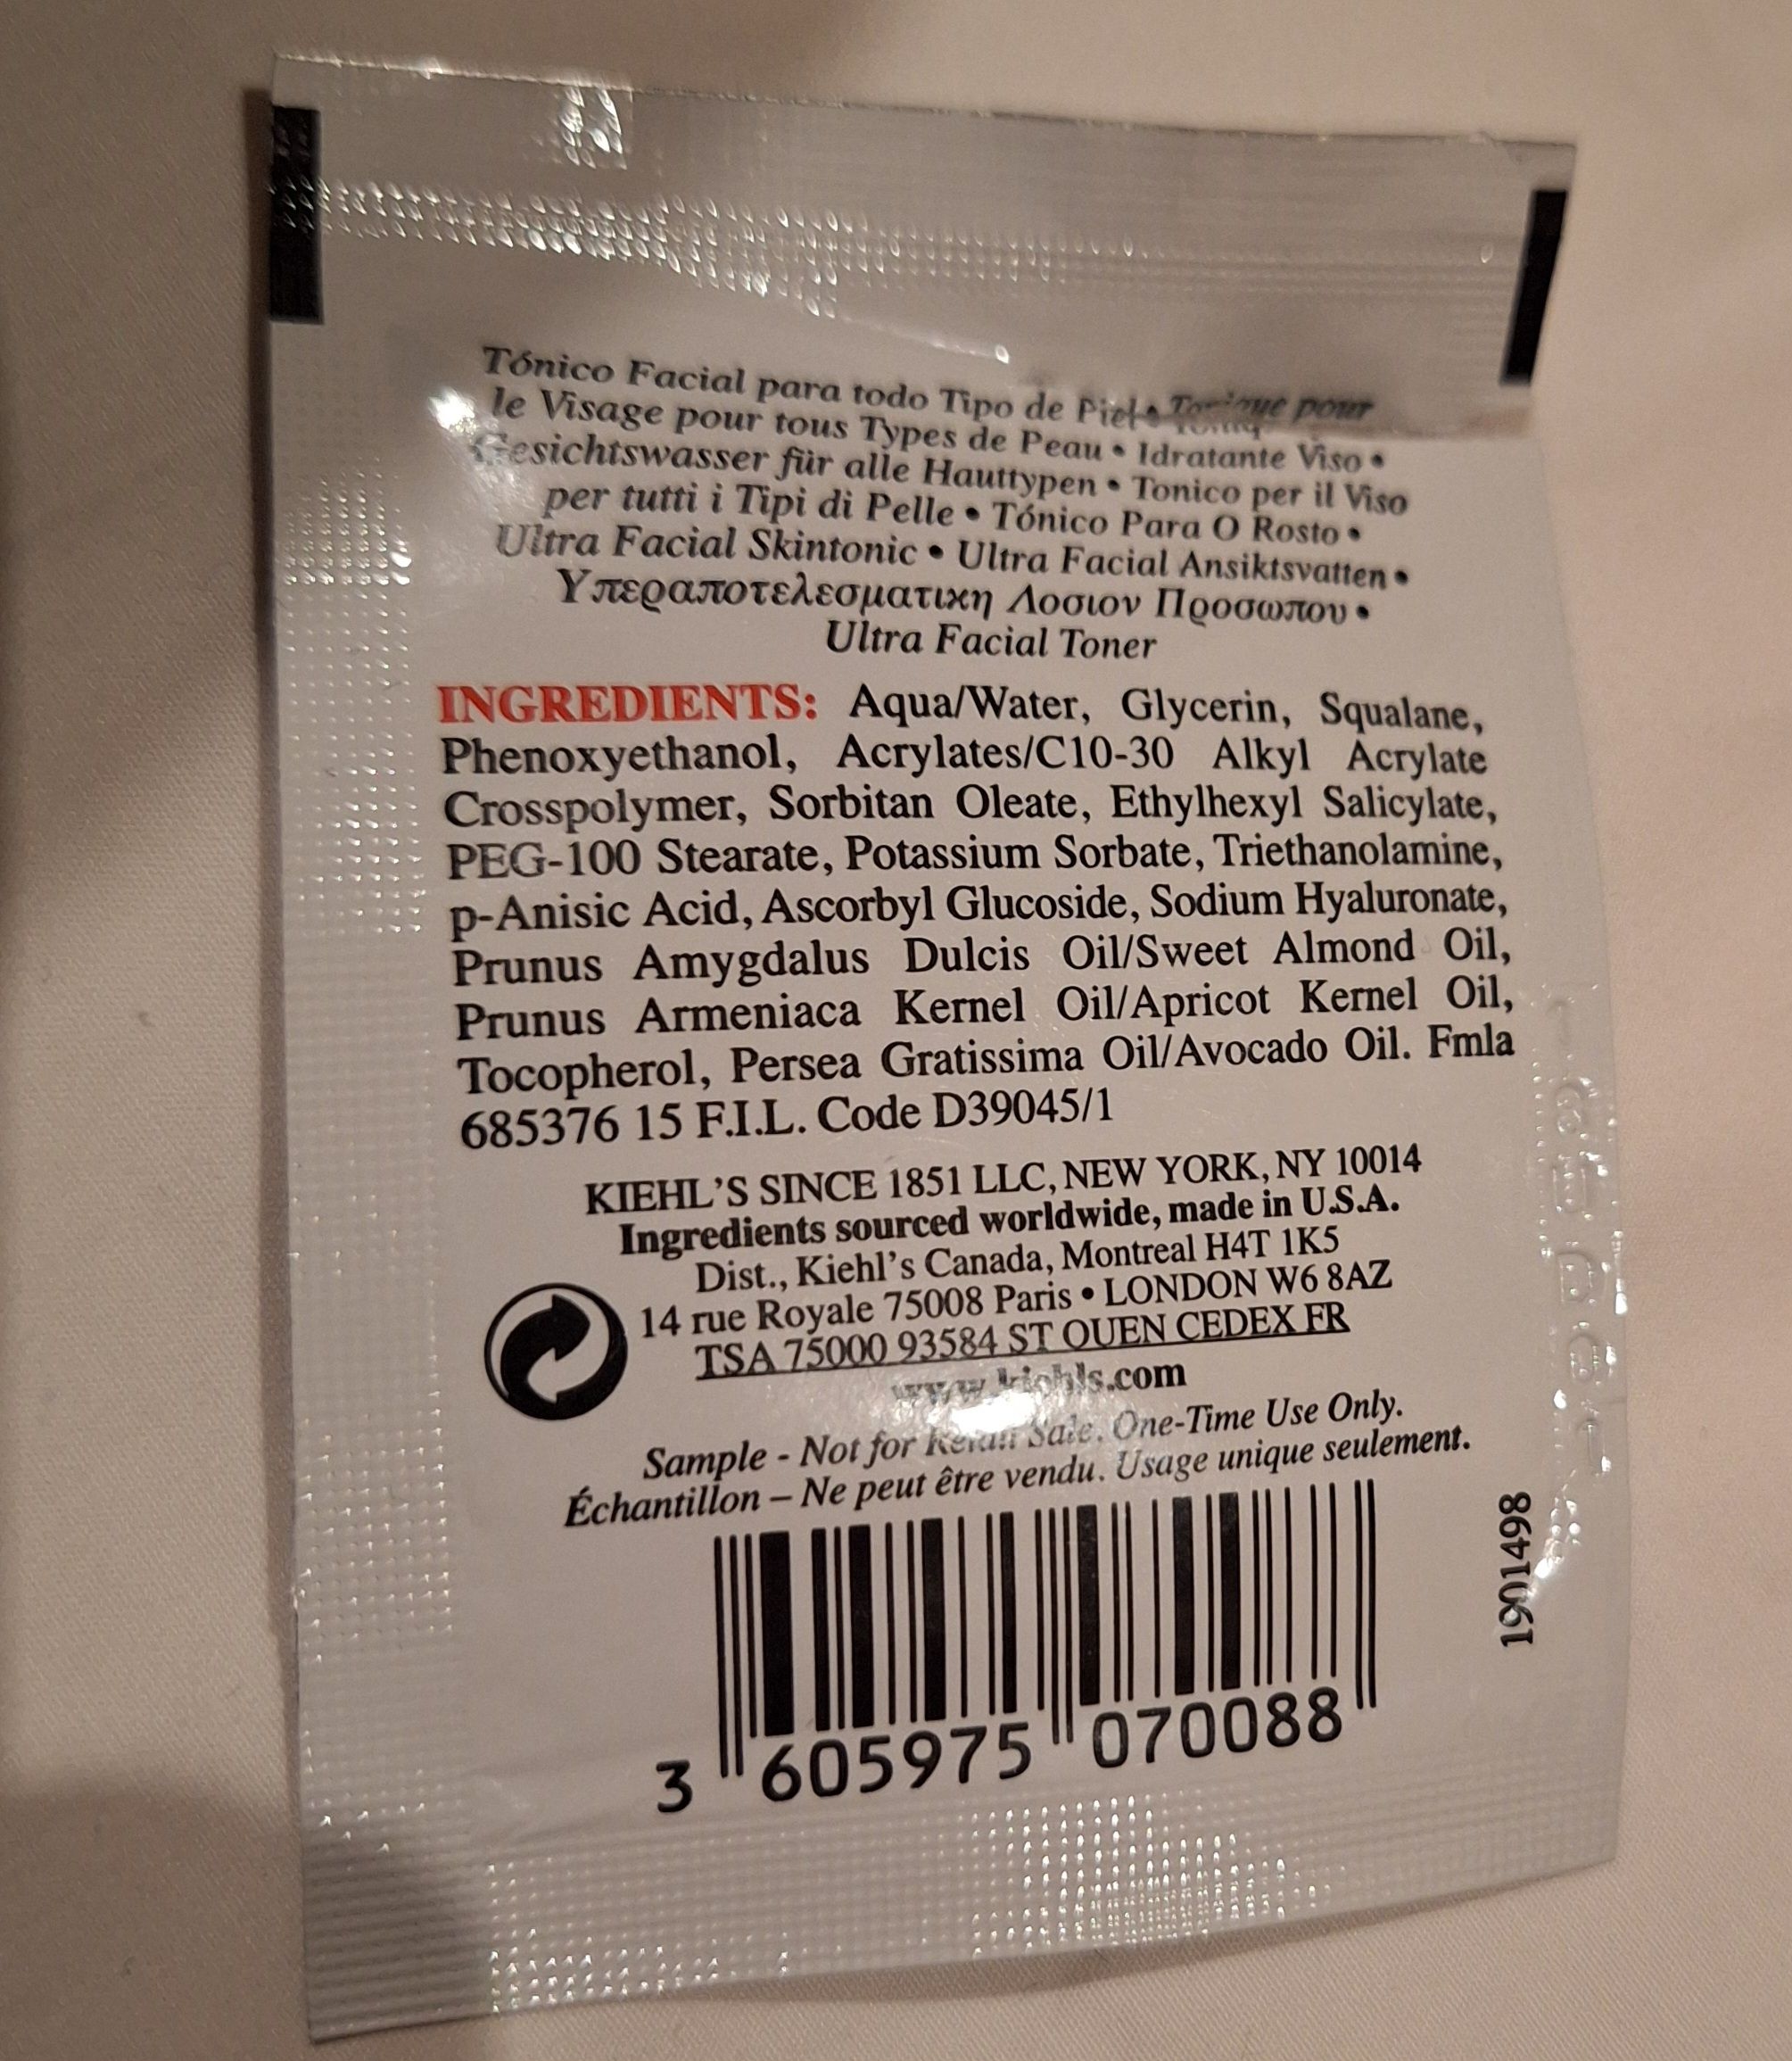 Tónico Facial para todo Tipo de Piel • Tonique pour
le Visage pour tous Types de Peau • Idratante Viso •
Gesichtswasser für alle Hauttypen • Tonico per il Viso
per tutti i Tipi di Pelle • Tónico Para O Rosto •
Ultra Facial Skintonic • Ultra Facial Ansiktsvatten •
Υπεραποτελεσματικη Λοσιον Προσωπου •
Ultra Facial Toner
INGREDIENTS: Aqua/Water, Glycerin, Squalane,
Phenoxyethanol, Acrylates/C10-30 Alkyl Acrylate
Crosspolymer, Sorbitan Oleate, Ethylhexyl Salicylate,
PEG-100 Stearate, Potassium Sorbate, Triethanolamine,
p-Anisic Acid, Ascorbyl Glucoside, Sodium Hyaluronate,
Prunus Amygdalus Dulcis Oil/Sweet Almond Oil,
Prunus Armeniaca Kernel Oil/Apricot Kernel Oil,
Tocopherol, Persea Gratissima Oil/Avocado Oil. Fmla
685376 15 F.I.L. Code D39045/1
KIEHL'S SINCE 1851 LLC, NEW YORK, NY 10014
Ingredients sourced worldwide, made in U.S.A.
Dist., Kiehl's Canada, Montreal H4T 1K5
14 rue Royale 75008 Paris • LONDON W6 8AZ
TSA 75000 93584 ST OUEN CEDEX FR
www.kiehls.com
Sample - Not for Retail Sale. One-Time Use Only.
Échantillon – Ne peut être vendu. Usage unique seulement.
1901498
3 605975 070088